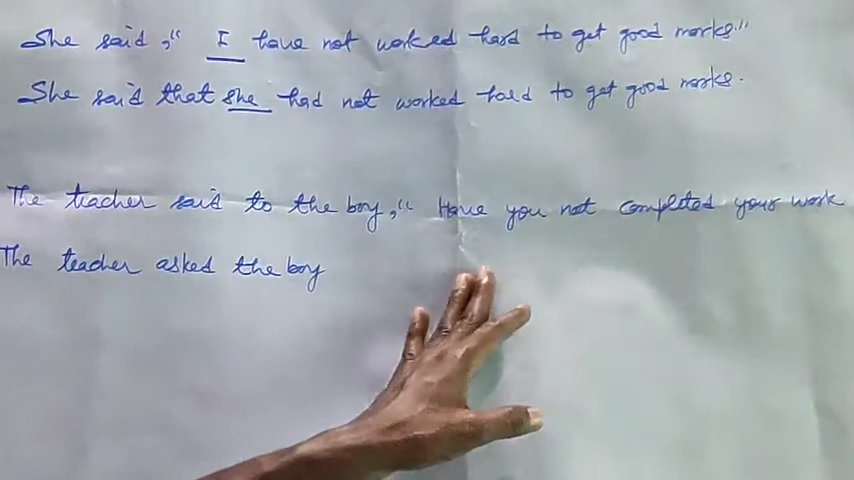 She said," I have not worked hard to get good marks."
She said that she had not worked hard to get good marks.
The teacher said to the boy," Have you not completed your work
The teacher asked the boy